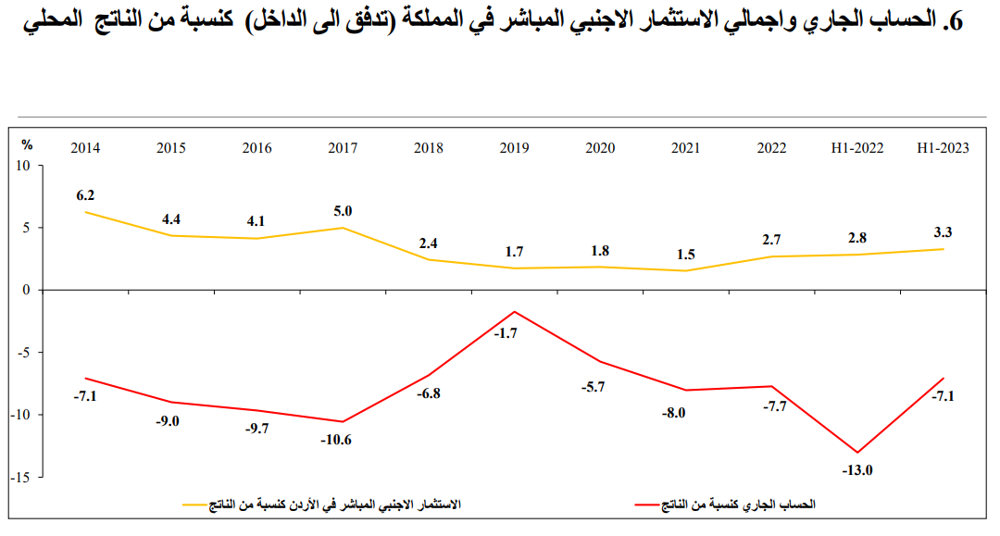 6. الحساب الجاري واجمالي الاستثمار الاجنبي المباشر في المملكة (تدفق الى الداخل) كنسبة من الناتج المحلي
% 2014 2015 2016 2017 2018 2019 2020 2021 2022 H1-2022 H1-2023
10
6.2 4.4 4.1 5.0 2.4 1.7 1.8 1.5 2.7 2.8 3.3
5
0
-1.7
-5
-7.1 -9.0 -9.7 -10.6 -6.8 -5.7 -8.0 -7.7 -13.0 -7.1
-10
-15
الاستثمار الاجنبي المباشر في الأردن كنسبة من الناتج
الحساب الجاري كنسبة من الناتج